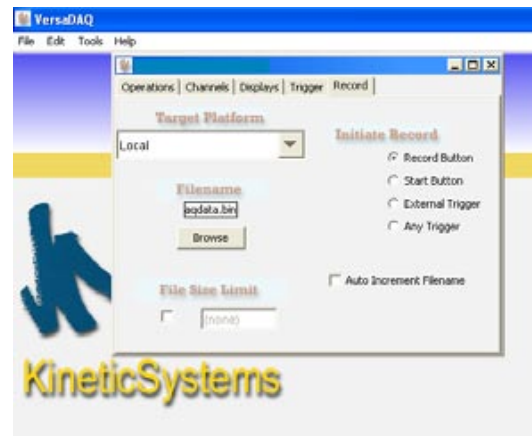 VersaDAQ
File Edit Tools Help
Operations Channels Displays Trigger Record
Target Platform
Local
Initiate Record
Record Button
Start Button
External Trigger
Any Trigger
Filename
aqdata.bin
Browse
Auto Increment Filename
File Size Limit
(none)
KineticSystems